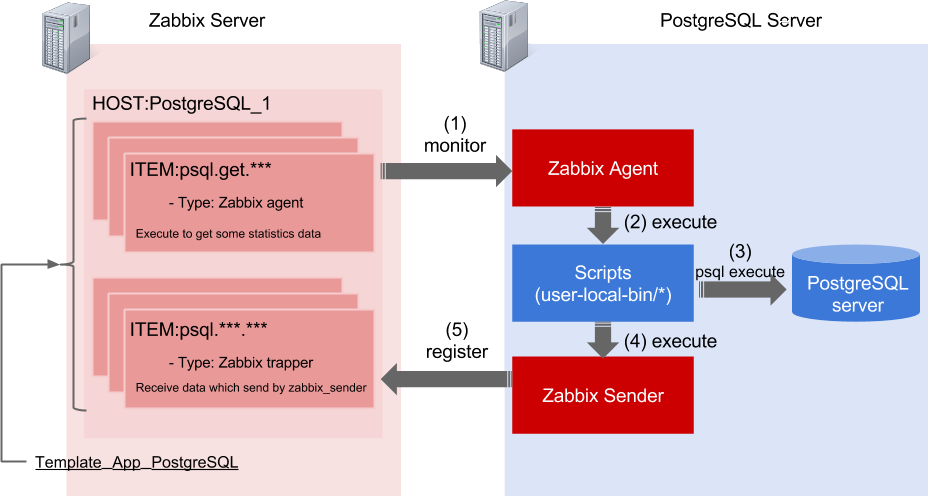 Zabbix Server
PostgreSQL Server
HOST:PostgreSQL_1
ITEM:psql.get.***
- Type: Zabbix agent
Execute to get some statistics data
ITEM:psql.***.***
- Type: Zabbix trapper
Receive data which send by zabbix_sender
Template_App_PostgreSQL
(1)
monitor
Zabbix Agent
(2) execute
Scripts
(user-local-bin/*)
(3)
psql execute
PostgreSQL
server
(4) execute
Zabbix Sender
(5)
register